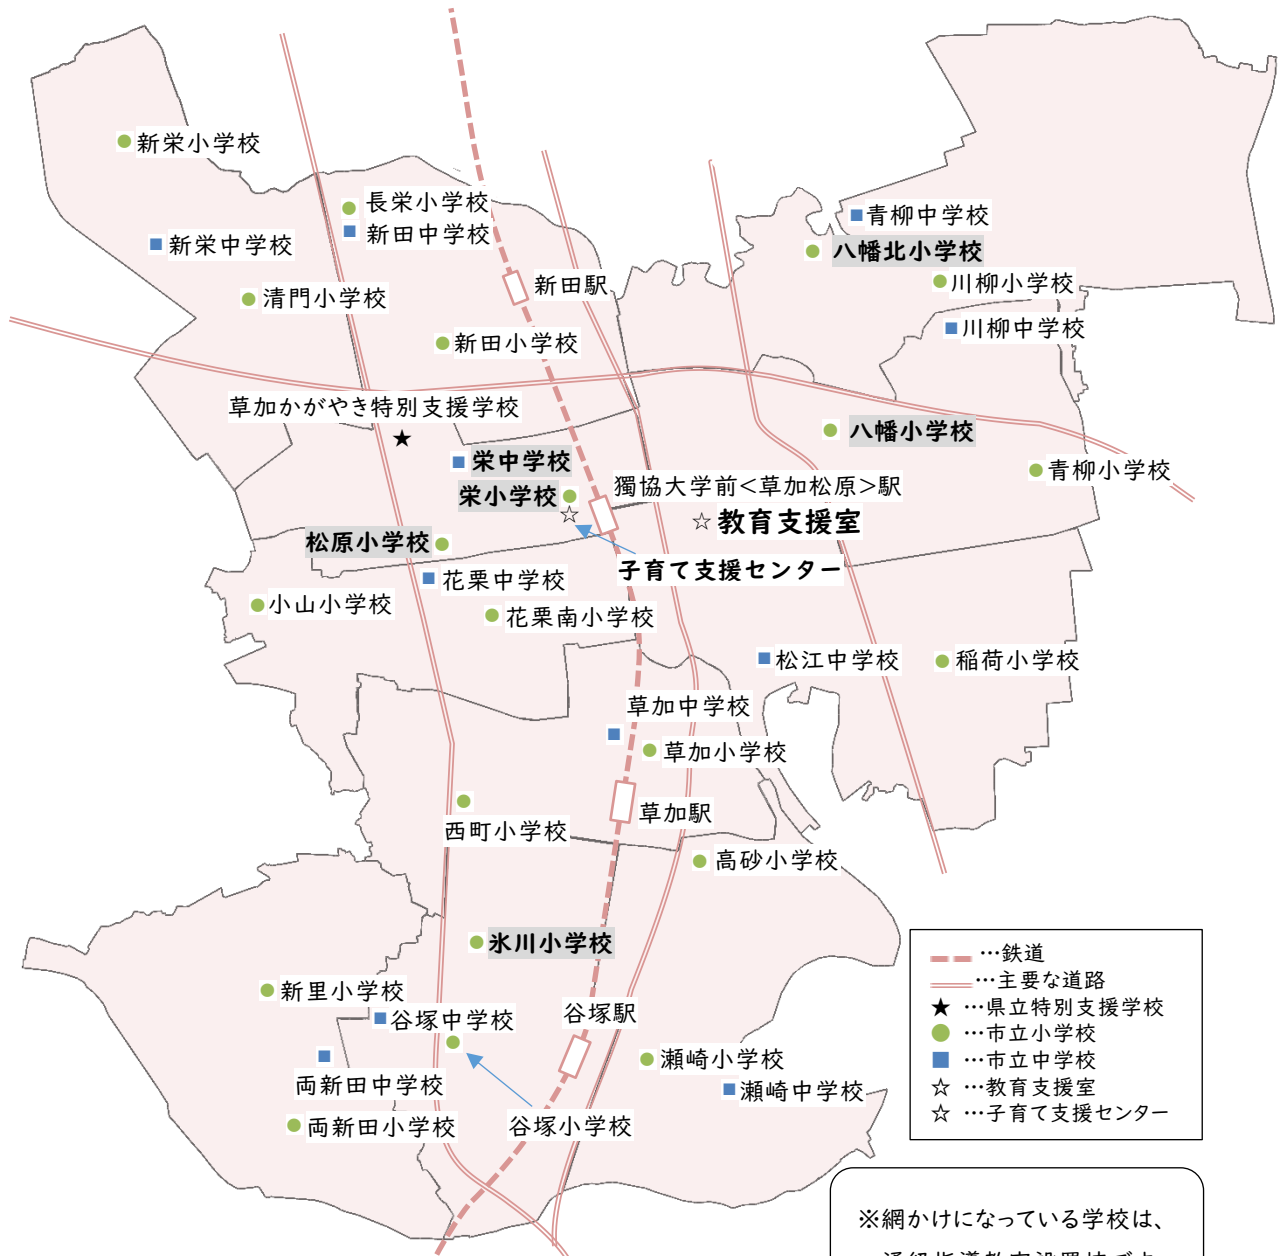 新栄小学校
長栄小学校
新田中学校
新栄中学校
青柳中学校
八幡北小学校
新田駅
川柳小学校
清門小学校
川柳中学校
新田小学校
草加かがやき特別支援学校
八幡小学校
栄中学校
青柳小学校
獨協大学前<草加松原>駅
栄小学校
教育支援室
松原小学校
子育て支援センター
花栗中学校
小山小学校
花栗南小学校
松江中学校
稲荷小学校
草加中学校
草加小学校
草加駅
西町小学校
高砂小学校
氷川小学校
新里小学校
谷塚駅
谷塚中学校
瀬崎小学校
両新田中学校
瀬崎中学校
両新田小学校
谷塚小学校
…鉄道
…主要な道路
★ …県立特別支援学校
● …市立小学校
■ …市立中学校
☆ …教育支援室
☆ …子育て支援センター
※網かけになっている学校は、